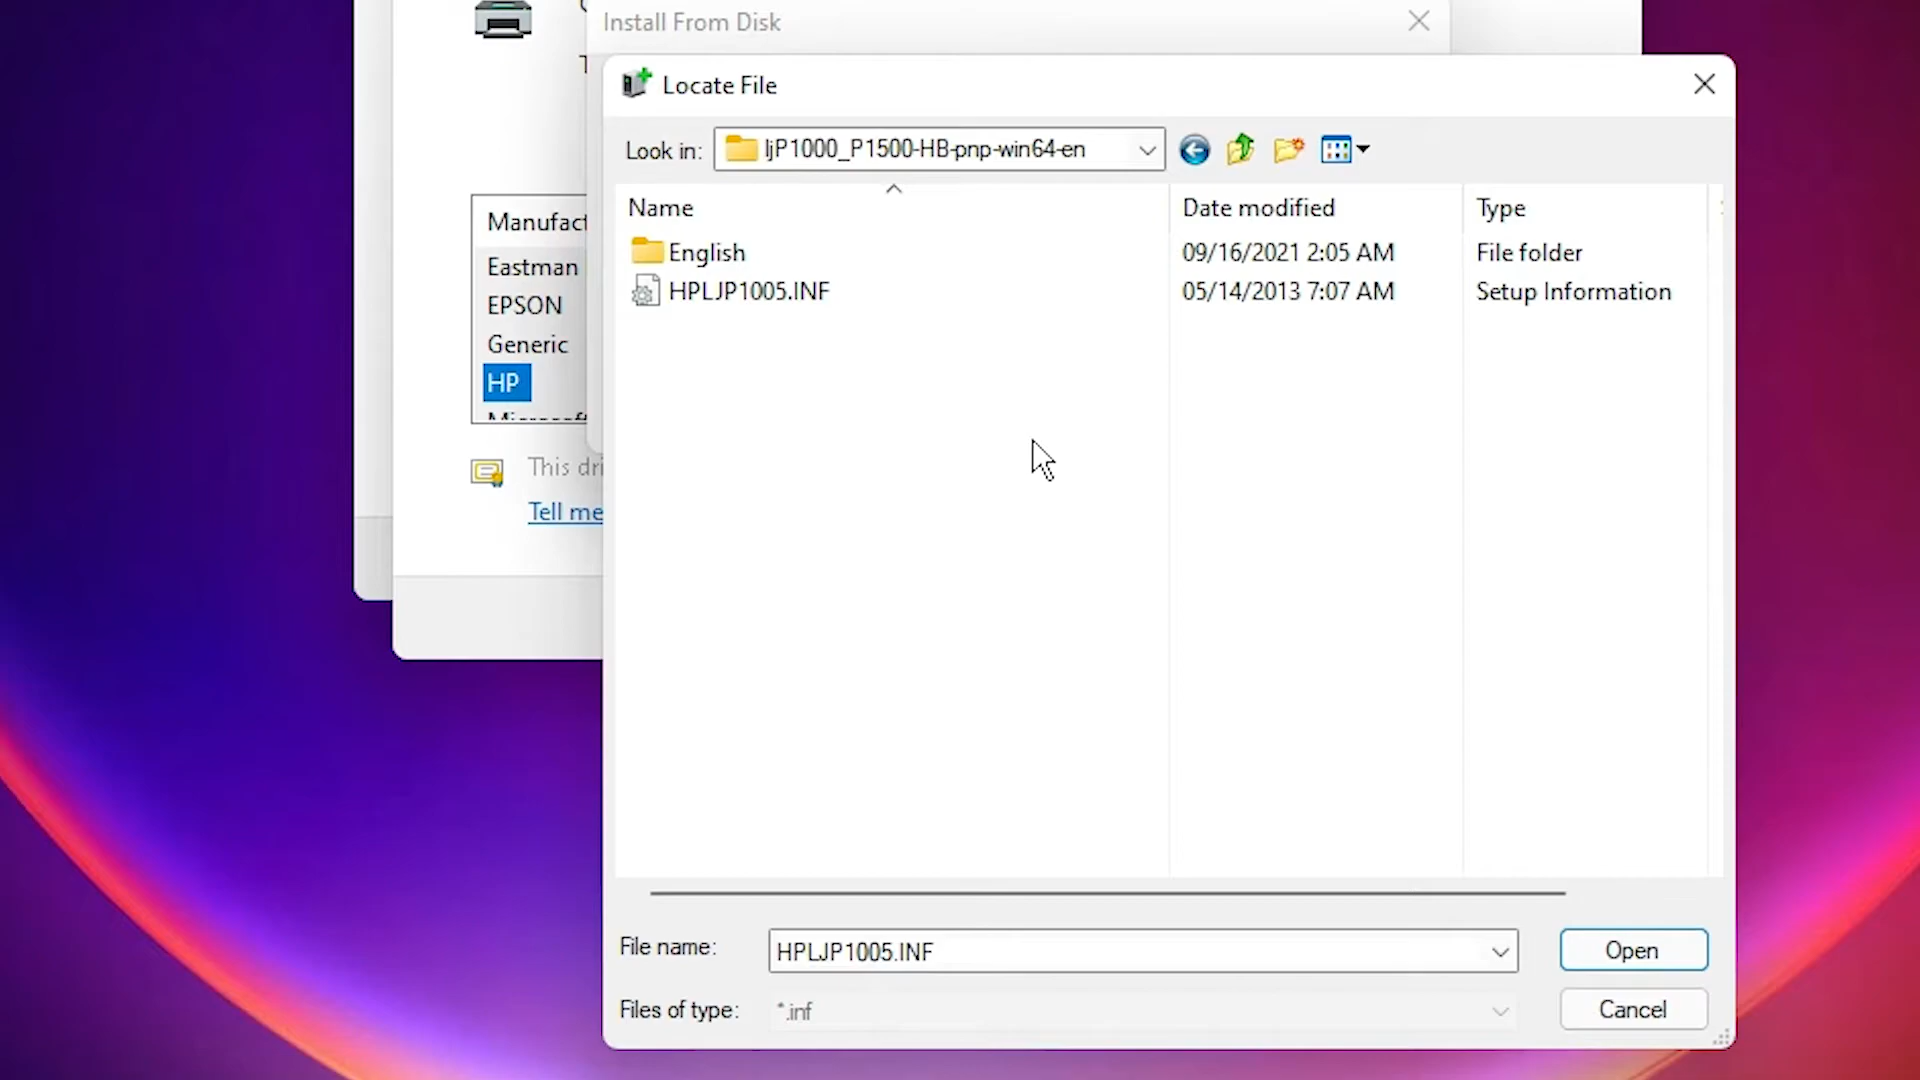 Install From Disk
Locate File
Look in: ljP1000_P1500-HB-pnp-win64-en
Name Date modified Type
English 09/16/2021 2:05 AM File folder
HPLJP1005.INF 05/14/2013 7:07 AM Setup Information
Manufact
Eastman
EPSON
Generic
HP
Microsoft
This dri
Tell me
File name: HPLJP1005.INF
Open
Files of type: *.inf
Cancel